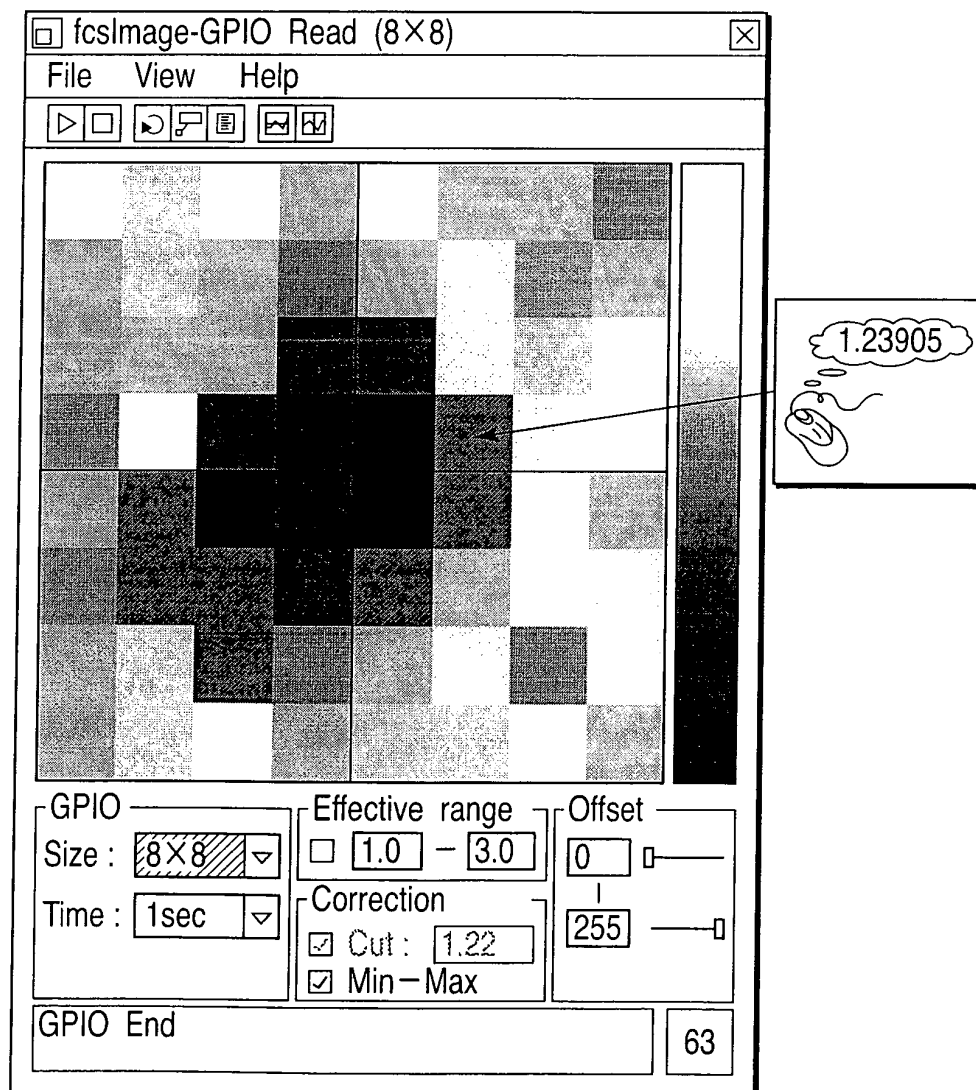 fcsImage-GPIO Read (8×8)
File View Help
1.23905
GPIO
Size : 8×8
Time : 1sec
Effective range
1.0 – 3.0
Correction
Cut : 1.22
Min–Max
Offset
0
255
GPIO End
63